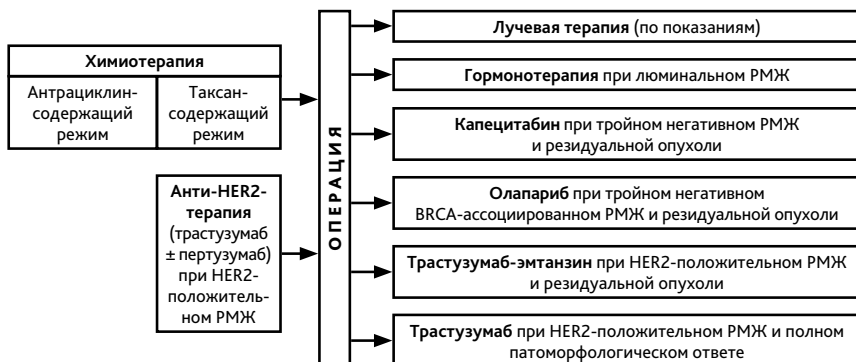 Химиотерапия
Антрациклин-
содержащий
режим
Таксан-
содержащий
режим
Анти-HER2-
терапия
(трастузумаб
± пертузумаб)
при HER2-
положитель-
ном РМЖ
ОПЕРАЦИЯ
Лучевая терапия (по показаниям)
Гормонотерапия при люминальном РМЖ
Капецитабин при тройном негативном РМЖ
и резидуальной опухоли
Олапариб при тройном негативном
BRCA-ассоциированном РМЖ и резидуальной опухоли
Трастузумаб-эмтанзин при HER2-положительном РМЖ
и резидуальной опухоли
Трастузумаб при HER2-положительном РМЖ и полном
патоморфологическом ответе